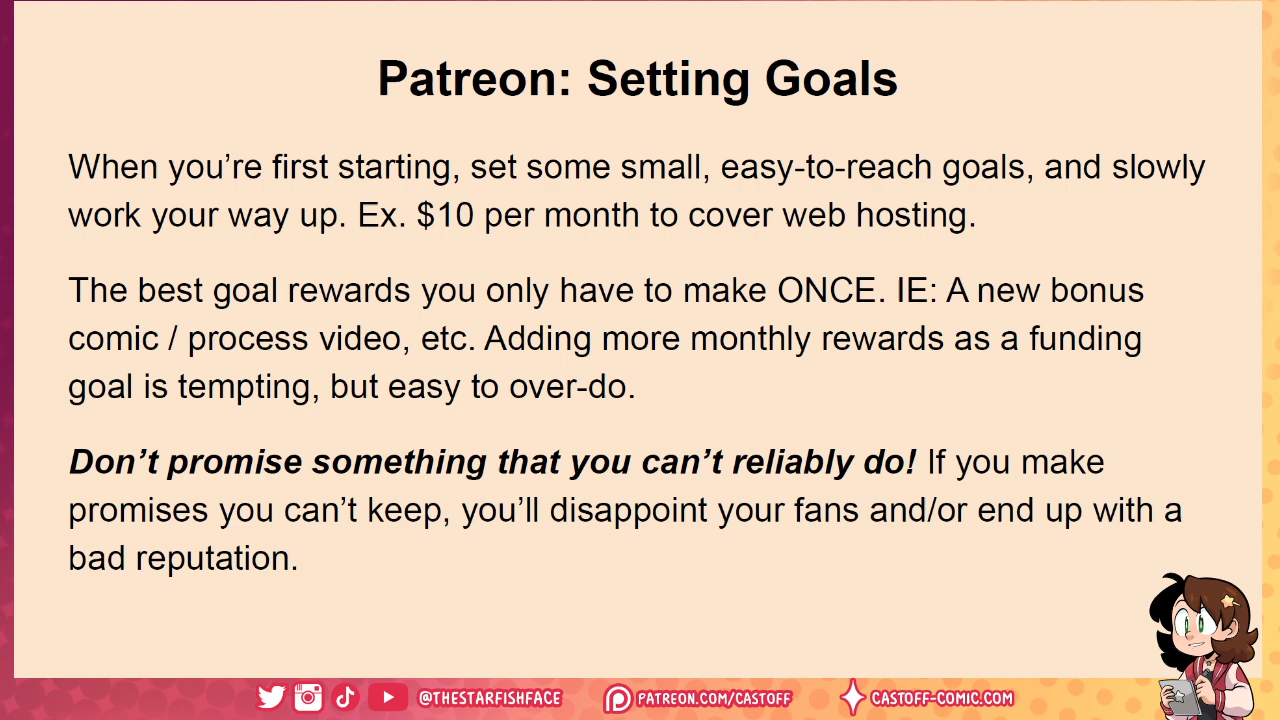 Patreon: Setting Goals
When you’re first starting, set some small, easy-to-reach goals, and slowly
work your way up. Ex. $10 per month to cover web hosting.
The best goal rewards you only have to make ONCE. IE: A new bonus
comic / process video, etc. Adding more monthly rewards as a funding
goal is tempting, but easy to over-do.
Don’t promise something that you can’t reliably do! If you make
promises you can’t keep, you’ll disappoint your fans and/or end up with a
bad reputation.
@THESTARFISHFACE PATREON.COM/CASTOFF CASTOFF-COMIC.COM